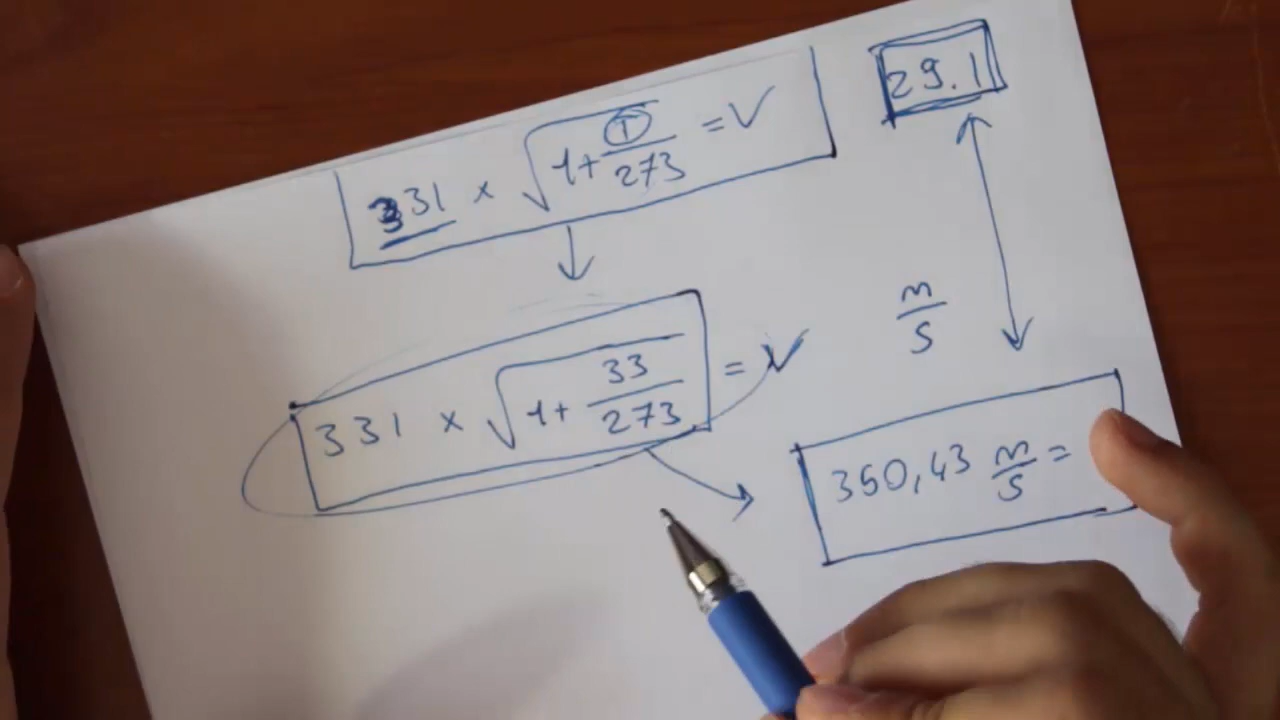 331 × √(1+T/273) = V
29.1
m/s
331 × √(1+33/273) = V
350,43 m/s =